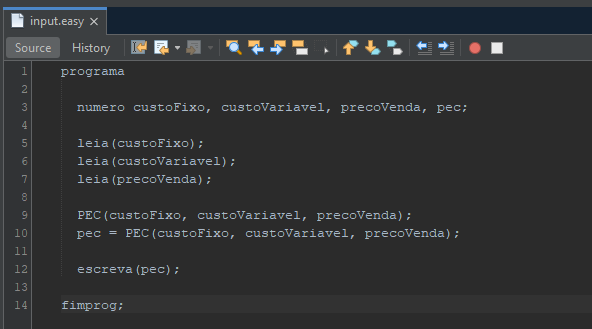 input.easy
Source History
1 programa
2
3 numero custoFixo, custoVariavel, precoVenda, pec;
4
5 leia(custoFixo);
6 leia(custoVariavel);
7 leia(precoVenda);
8
9 PEC(custoFixo, custoVariavel, precoVenda);
10 pec = PEC(custoFixo, custoVariavel, precoVenda);
11
12 escreva(pec);
13
14 fimprog;